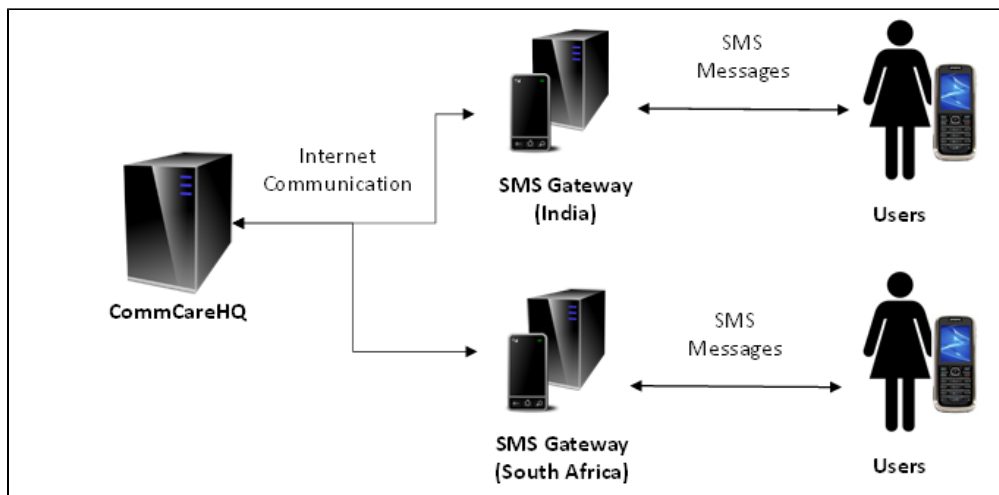 SMS
Messages
Internet
Communication
SMS Gateway
(India)
Users
CommCareHQ
SMS
Messages
SMS Gateway
(South Africa)
Users